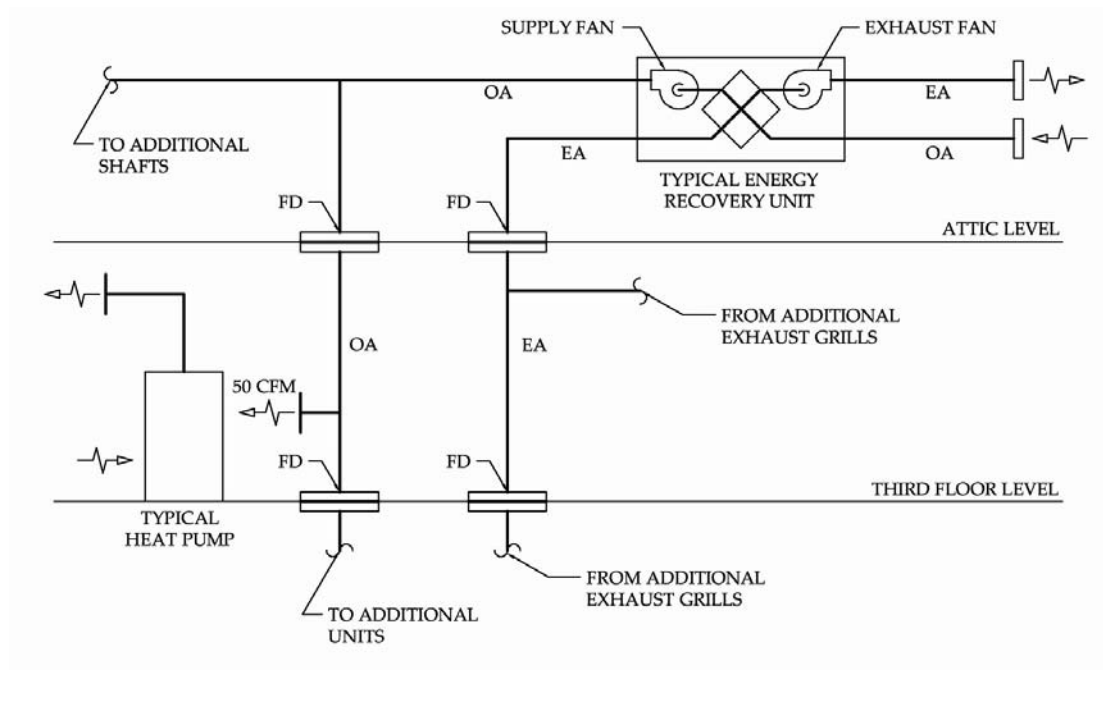 SUPPLY FAN
EXHAUST FAN
OA
EA
TO ADDITIONAL
SHAFTS
EA
OA
TYPICAL ENERGY
RECOVERY UNIT
FD
FD
ATTIC LEVEL
FROM ADDITIONAL
EXHAUST GRILLS
OA
EA
50 CFM
FD
FD
THIRD FLOOR LEVEL
TYPICAL
HEAT PUMP
FROM ADDITIONAL
EXHAUST GRILLS
TO ADDITIONAL
UNITS